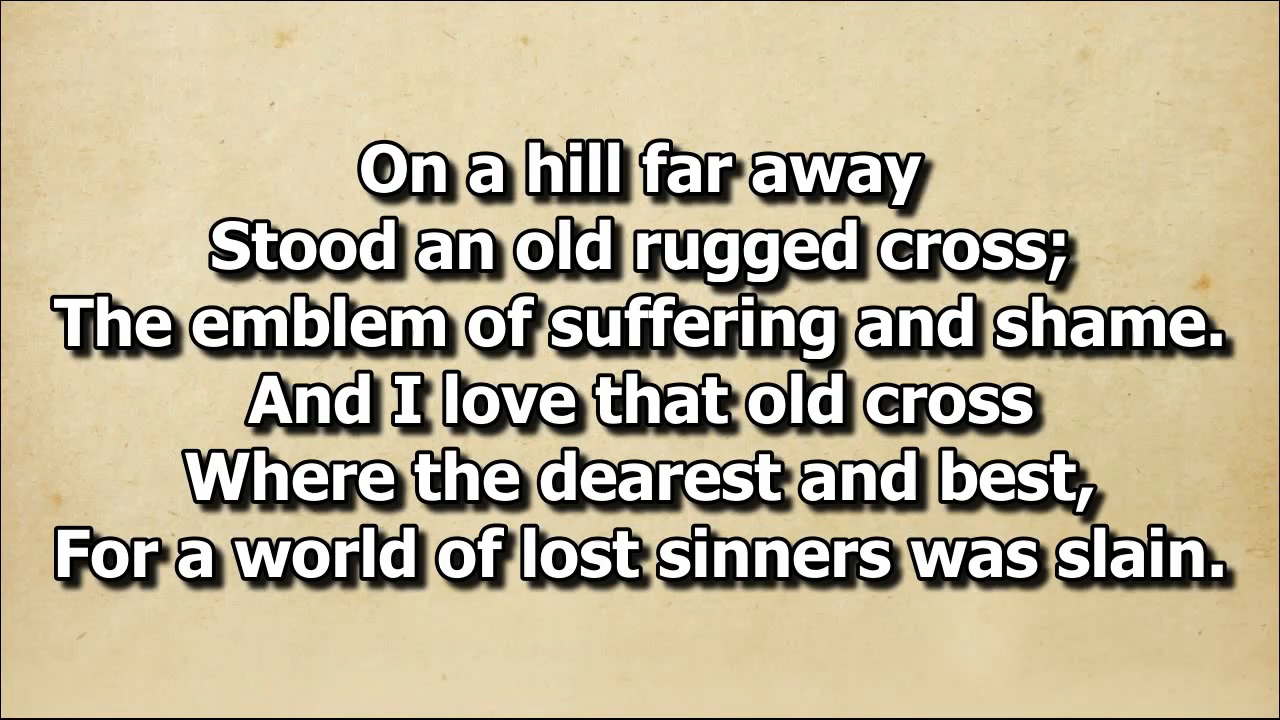 On a hill far away
Stood an old rugged cross;
The emblem of suffering and shame.
And I love that old cross
Where the dearest and best,
For a world of lost sinners was slain.